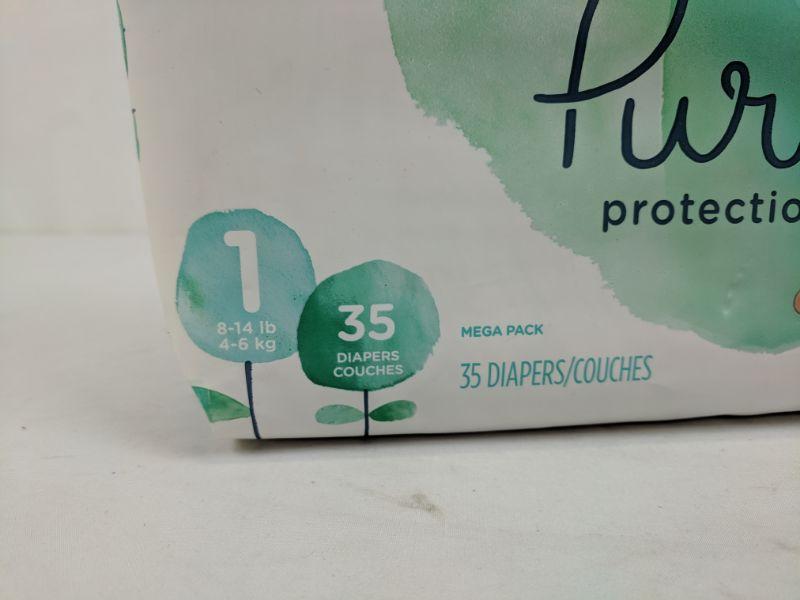 Pur
protectio
1
8-14 lb
4-6 kg
35
DIAPERS
COUCHES
MEGA PACK
35 DIAPERS/COUCHES